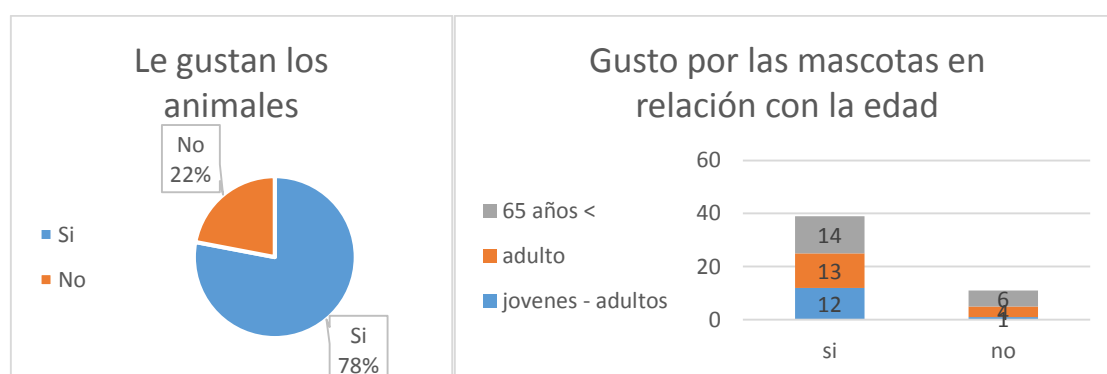 Le gustan los
animales
No
22%
Si
No
Si
78%
Gusto por las mascotas en
relación con la edad
60
40
20
0
65 años <
adulto
jovenes - adultos
14
13
12
6
4
1
si
no